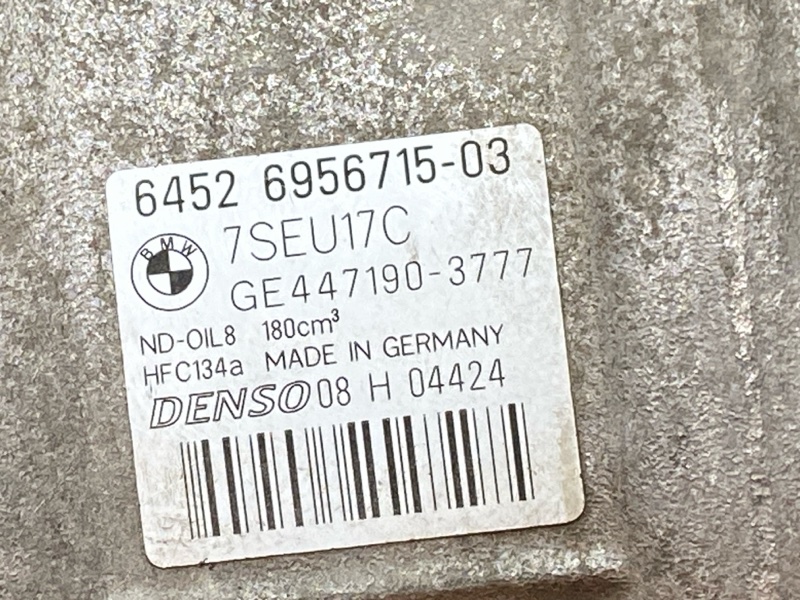 6452 6956715-03
BMW
7SEU17C
GE447190-3777
ND-OIL8 180cm³
HFC134a MADE IN GERMANY
DENSO 08 H 04424